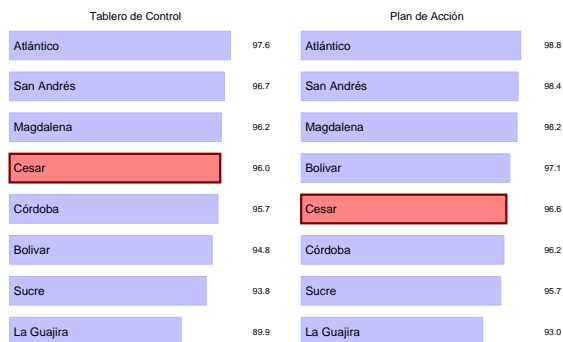 Tablero de Control
Atlántico 97.6
San Andrés 96.7
Magdalena 96.2
Cesar 96.0
Córdoba 95.7
Bolivar 94.8
Sucre 93.8
La Guajira 89.9
Plan de Acción
Atlántico 98.8
San Andrés 98.4
Magdalena 98.2
Bolivar 97.1
Cesar 96.6
Córdoba 96.2
Sucre 95.7
La Guajira 93.0